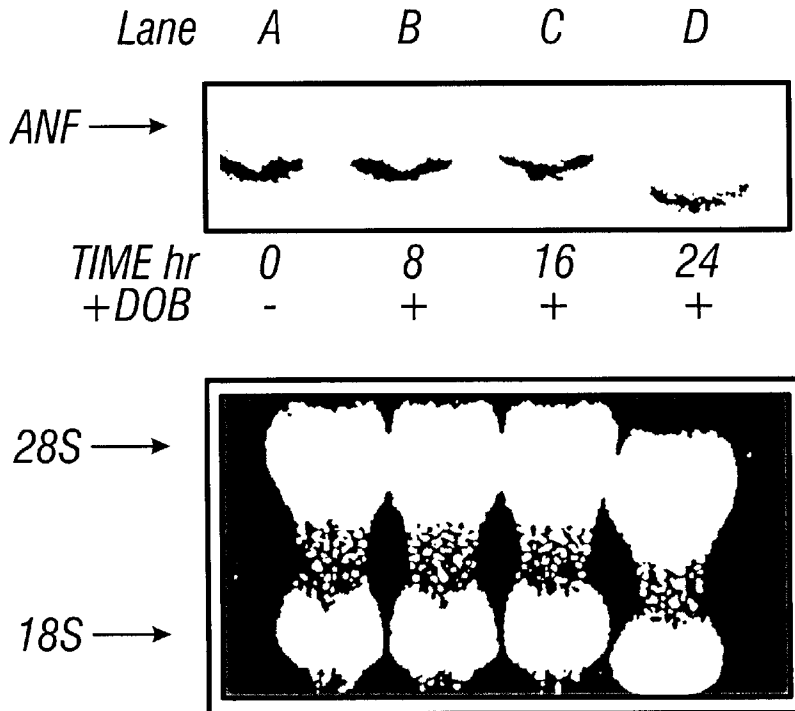 Lane A B C D
ANF
TIME hr 0 8 16 24
+DOB - + + +
28S
18S